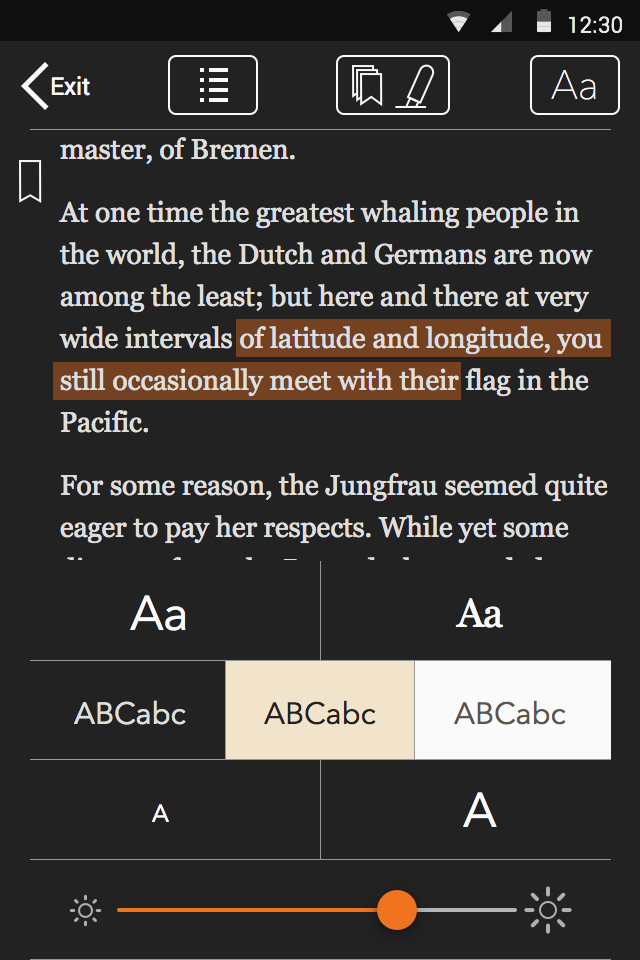 12:30
Exit
Aa
master, of Bremen.
At one time the greatest whaling people in
the world, the Dutch and Germans are now
among the least; but here and there at very
wide intervals of latitude and longitude, you
still occasionally meet with their flag in the
Pacific.
For some reason, the Jungfrau seemed quite
eager to pay her respects. While yet some
Aa Aa
ABCabc ABCabc ABCabc
A A